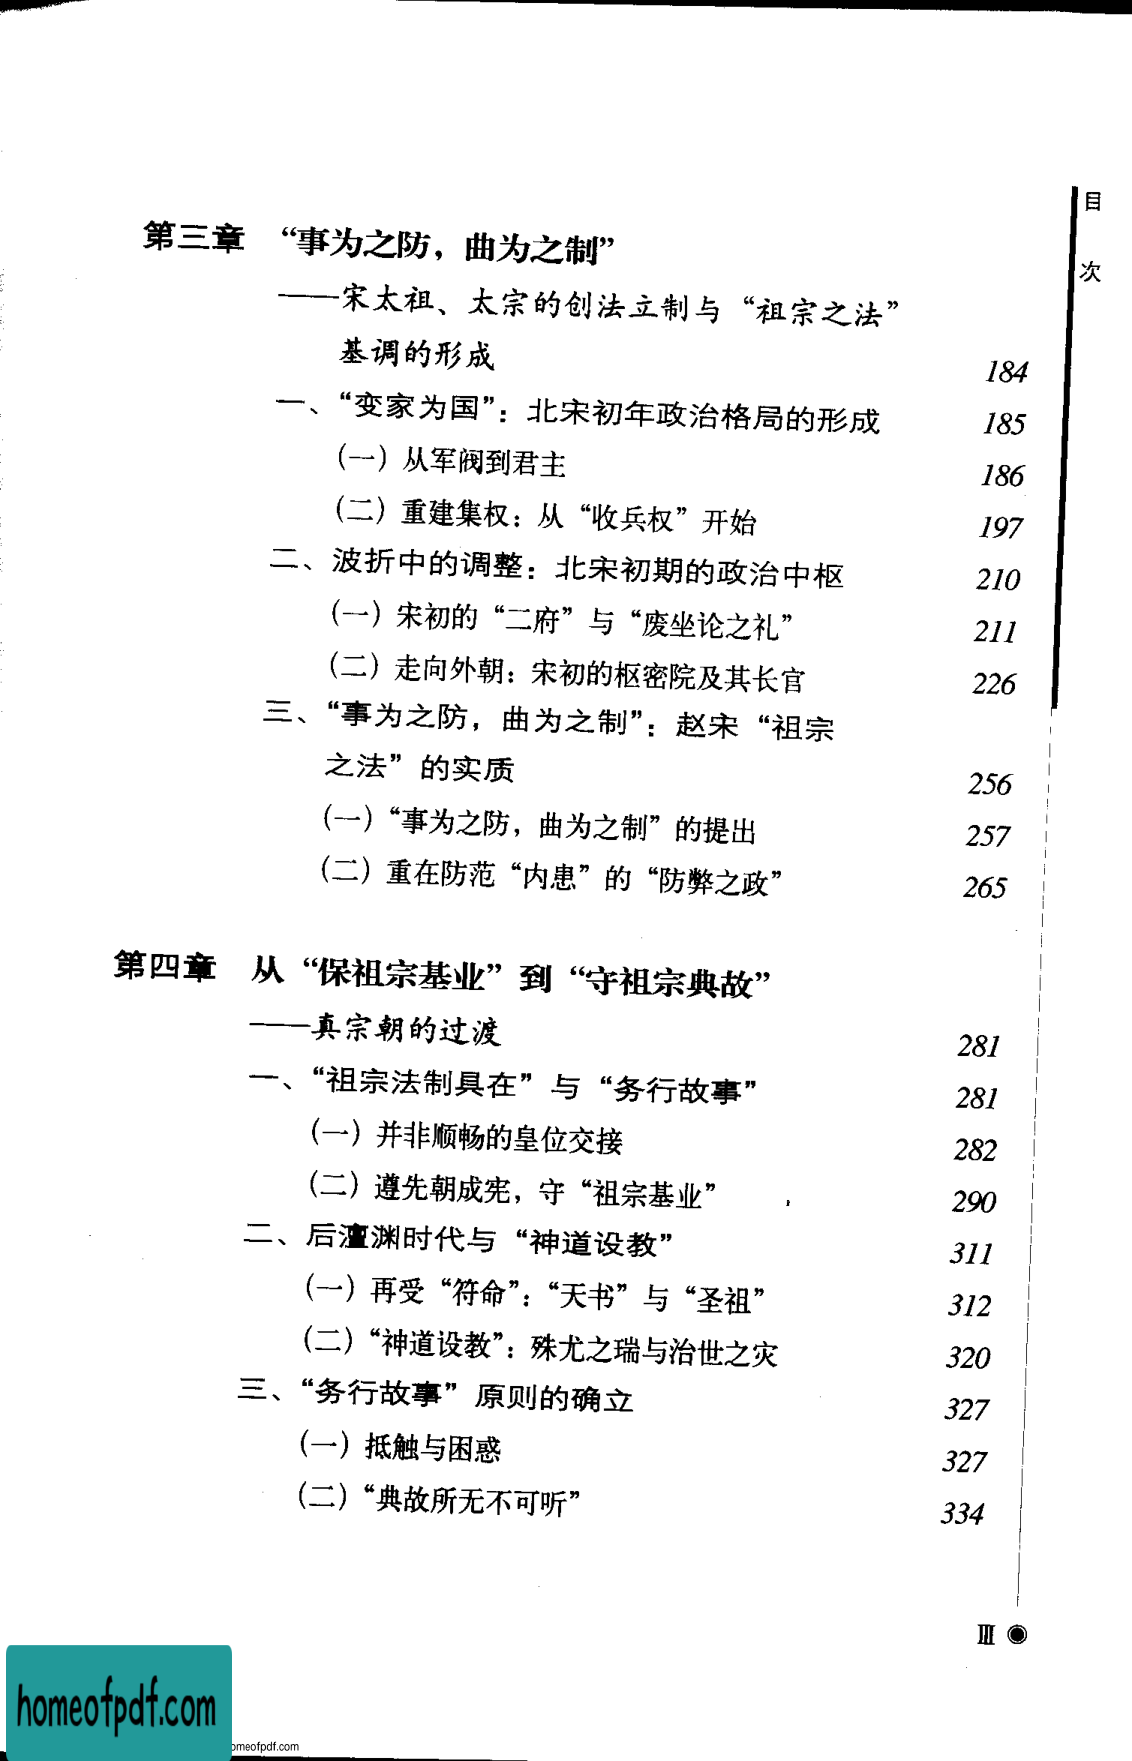 目
次
第三章 “事为之防，曲为之制”
——宋太祖、太宗的创法立制与“祖宗之法”
基调的形成 184
一、“变家为国”：北宋初年政治格局的形成 185
（一）从军阀到君主 186
（二）重建集权：从“收兵权”开始 197
二、波折中的调整：北宋初期的政治中枢 210
（一）宋初的“二府”与“废坐论之礼” 211
（二）走向外朝：宋初的枢密院及其长官 226
三、“事为之防，曲为之制”：赵宋“祖宗
之法”的实质 256
（一）“事为之防，曲为之制”的提出 257
（二）重在防范“内患”的“防弊之政” 265
第四章 从“保祖宗基业”到“守祖宗典故”
——真宗朝的过渡 281
一、“祖宗法制具在”与“务行故事” 281
（一）并非顺畅的皇位交接 282
（二）遵先朝成宪，守“祖宗基业” 290
二、后澶渊时代与“神道设教” 311
（一）再受“符命”：“天书”与“圣祖” 312
（二）“神道设教”：殊尤之瑞与治世之灾 320
三、“务行故事”原则的确立 327
（一）抵触与困惑 327
（二）“典故所无不可听” 334
Ⅲ
homeofpdf.com
omeofpdf.com